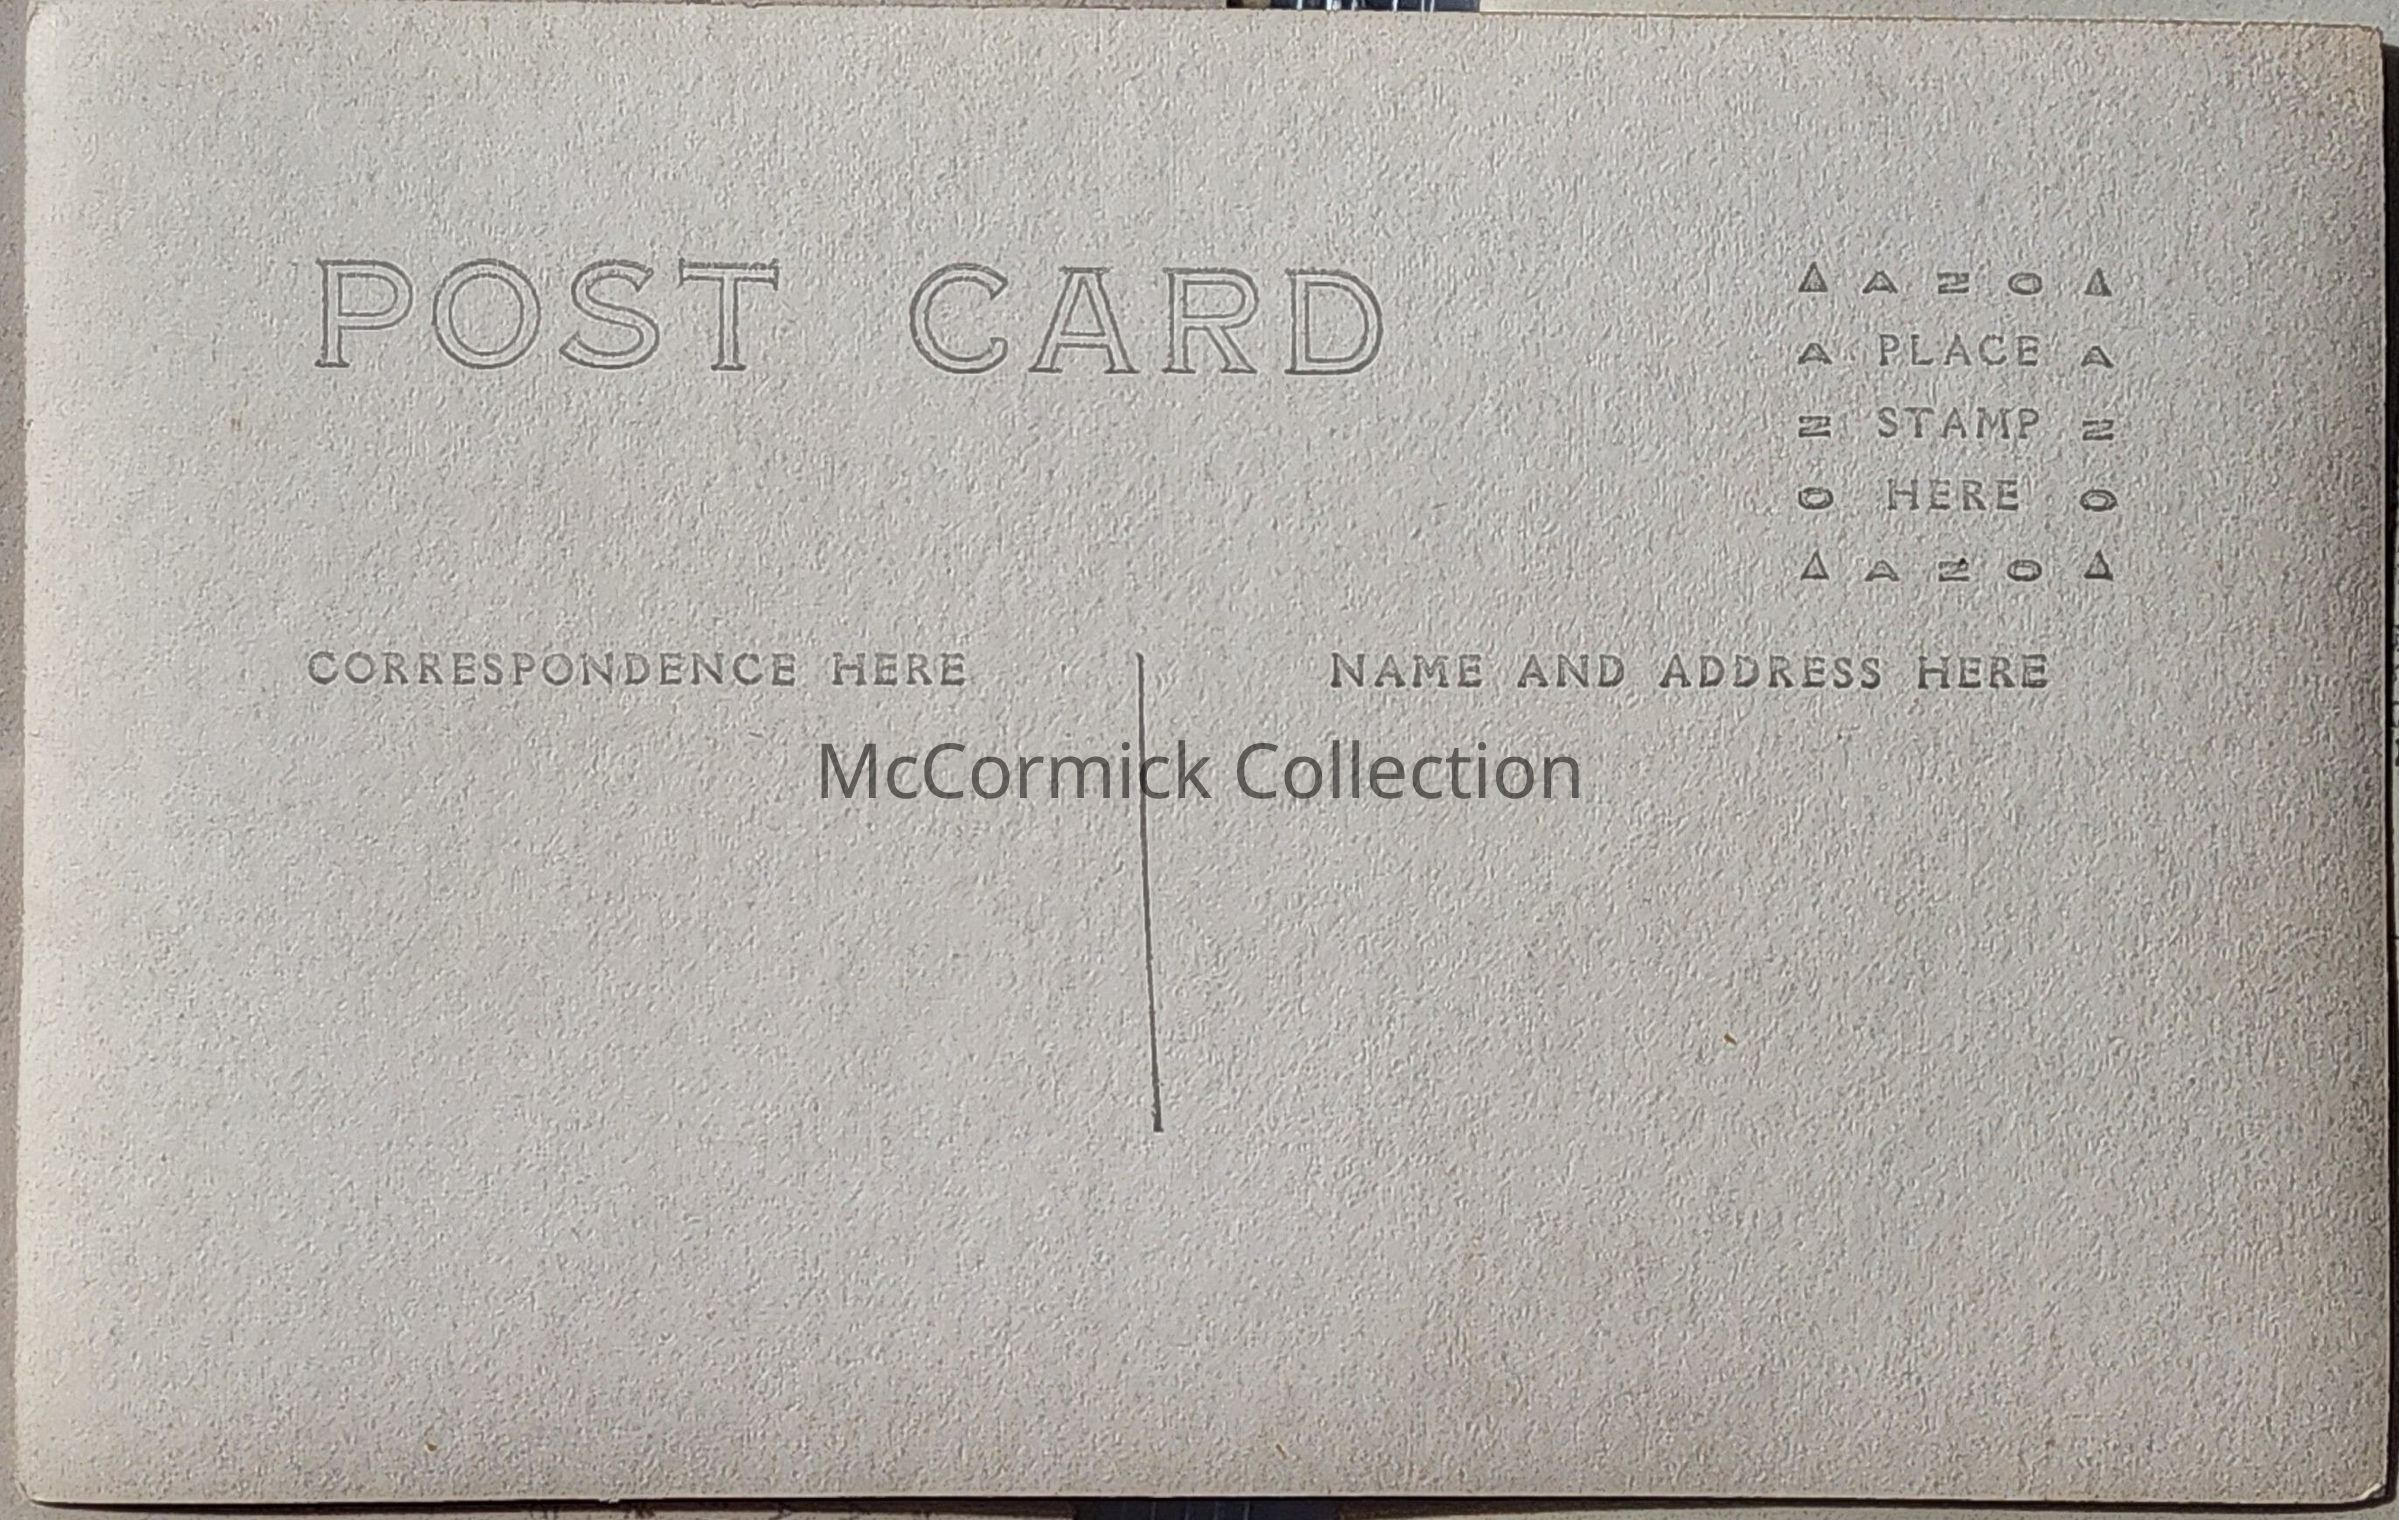 POST CARD
▲ AZO ▲
A PLACE A
Z STAMP Z
O HERE O
▲ AZO ▲
CORRESPONDENCE HERE
NAME AND ADDRESS HERE
McCormick Collection